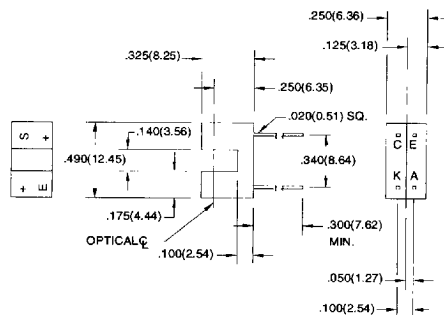 .250(6.36)
.125(3.18)
.325(8.25)
.250(6.35)
.020(0.51) SQ.
S +
.140(3.56)
.490(12.45)
C E
.340(8.64)
+ E
K A
.175(4.44)
.300(7.62)
MIN.
OPTICAL℄
.100(2.54)
.050(1.27)
.100(2.54)